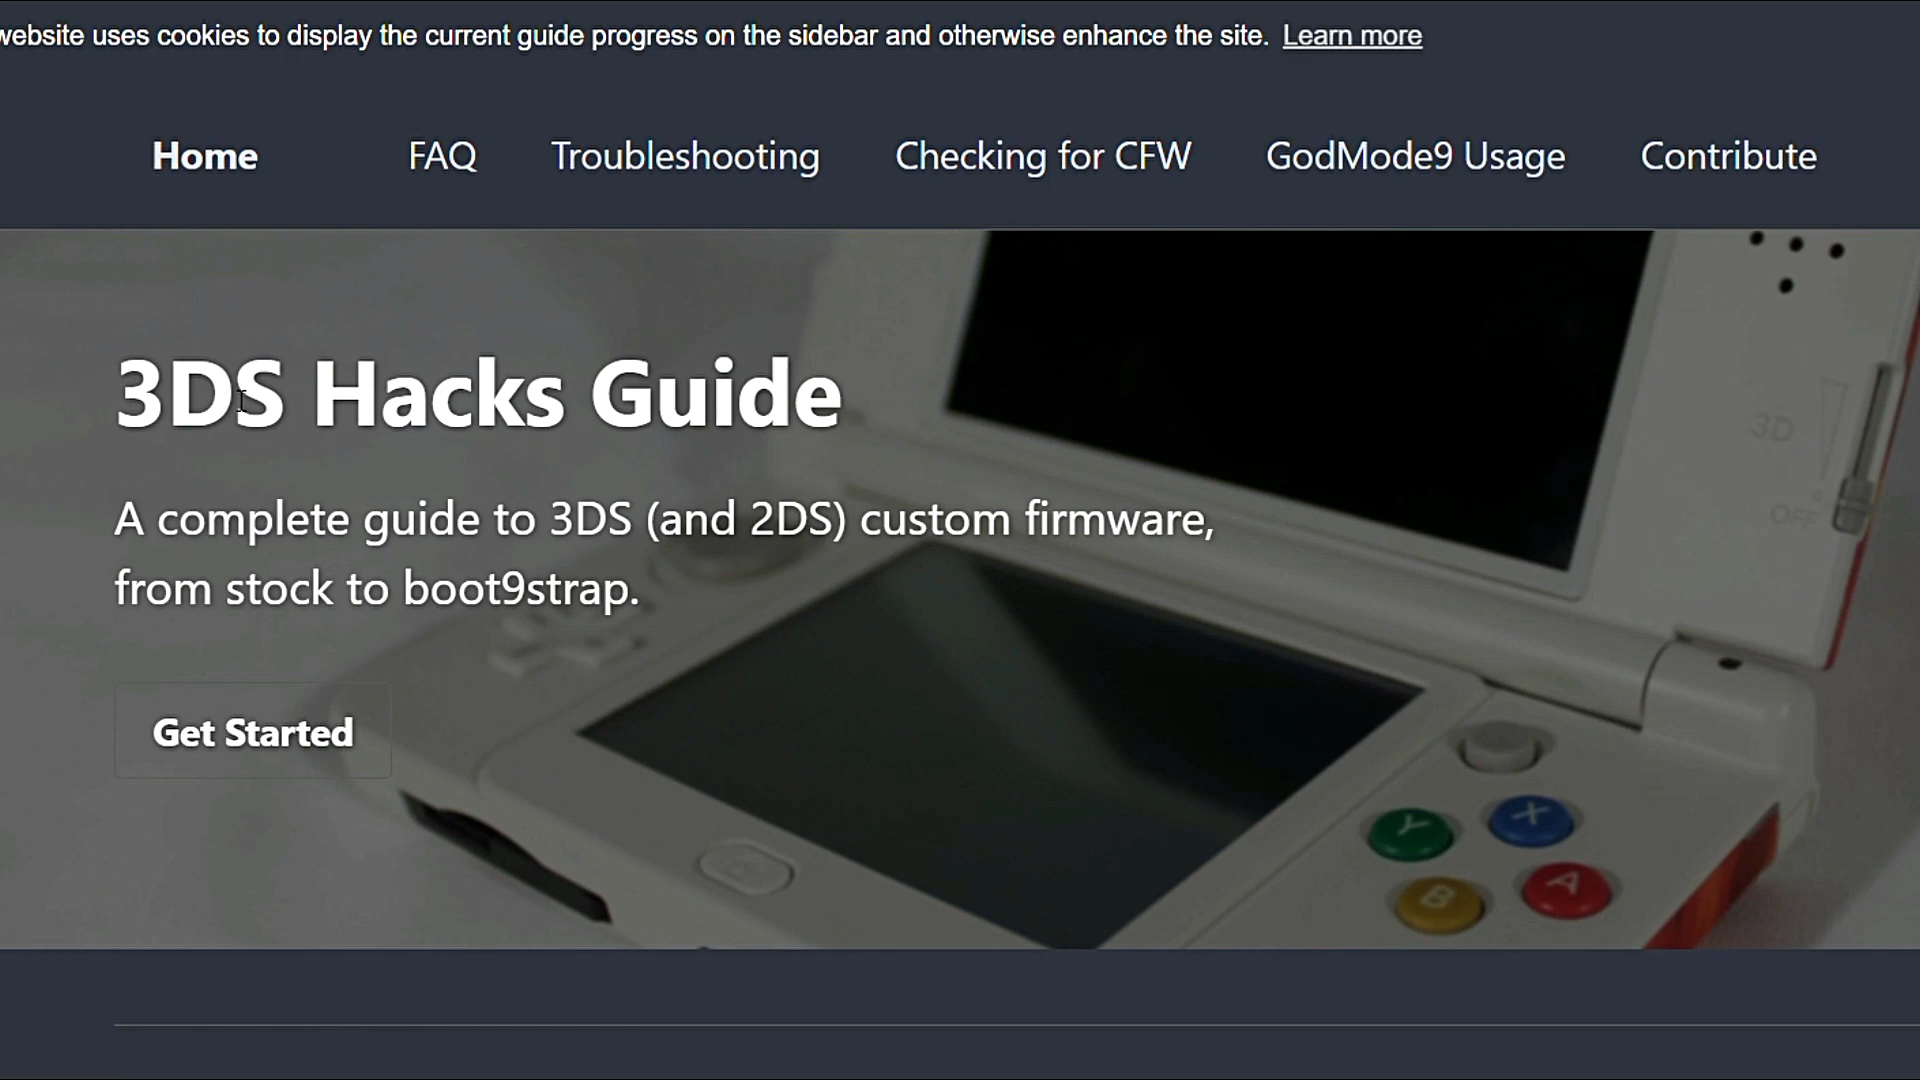 website uses cookies to display the current guide progress on the sidebar and otherwise enhance the site. Learn more
Home FAQ Troubleshooting Checking for CFW GodMode9 Usage Contribute
3DS Hacks Guide
A complete guide to 3DS (and 2DS) custom firmware,
from stock to boot9strap.
Get Started
3D
OFF
X
Y
A
B